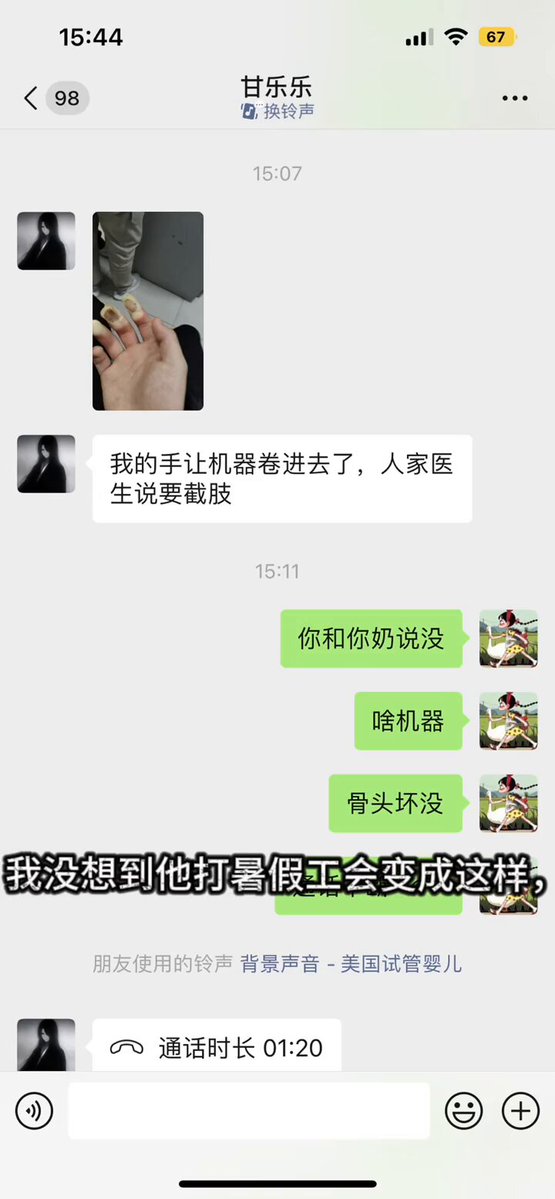 15:44
67
98
甘乐乐
换铃声
15:07
我的手让机器卷进去了，人家医
生说要截肢
15:11
你和你奶说没
啥机器
骨头坏没
我没想到他打暑假工会变成这样，
朋友使用的铃声 背景声音 - 美国试管婴儿
通话时长 01:20